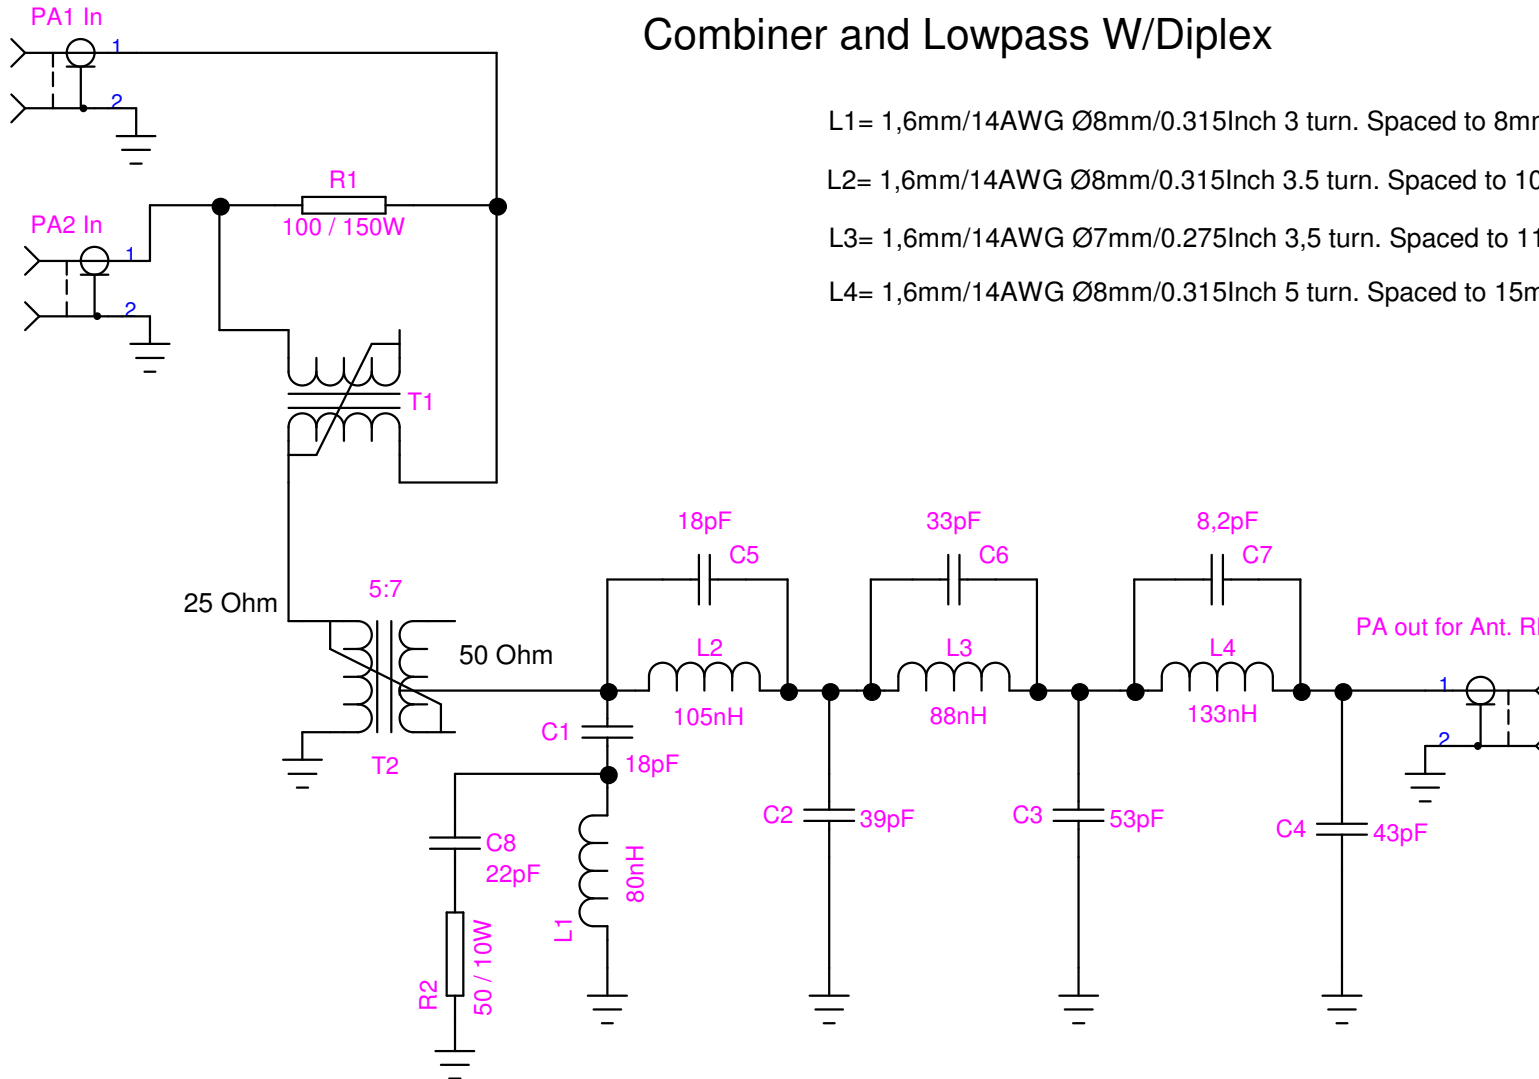 Combiner and Lowpass W/Diplex
PA1 In
1
2
L1= 1,6mm/14AWG Ø8mm/0.315Inch 3 turn. Spaced to
L2= 1,6mm/14AWG Ø8mm/0.315Inch 3.5 turn. Spaced to
L3= 1,6mm/14AWG Ø7mm/0.275Inch 3,5 turn. Spaced to
L4= 1,6mm/14AWG Ø8mm/0.315Inch 5 turn. Spaced to
R1
100 / 150W
PA2 In
1
2
T1
18pF
C5
33pF
C6
8,2pF
C7
25 Ohm
5:7
50 Ohm
T2
L2
105nH
L3
88nH
L4
133nH
PA out for Ant.
1
2
C1
18pF
C8
22pF
R2
50 / 10W
L1
80nH
C2
39pF
C3
53pF
C4
43pF